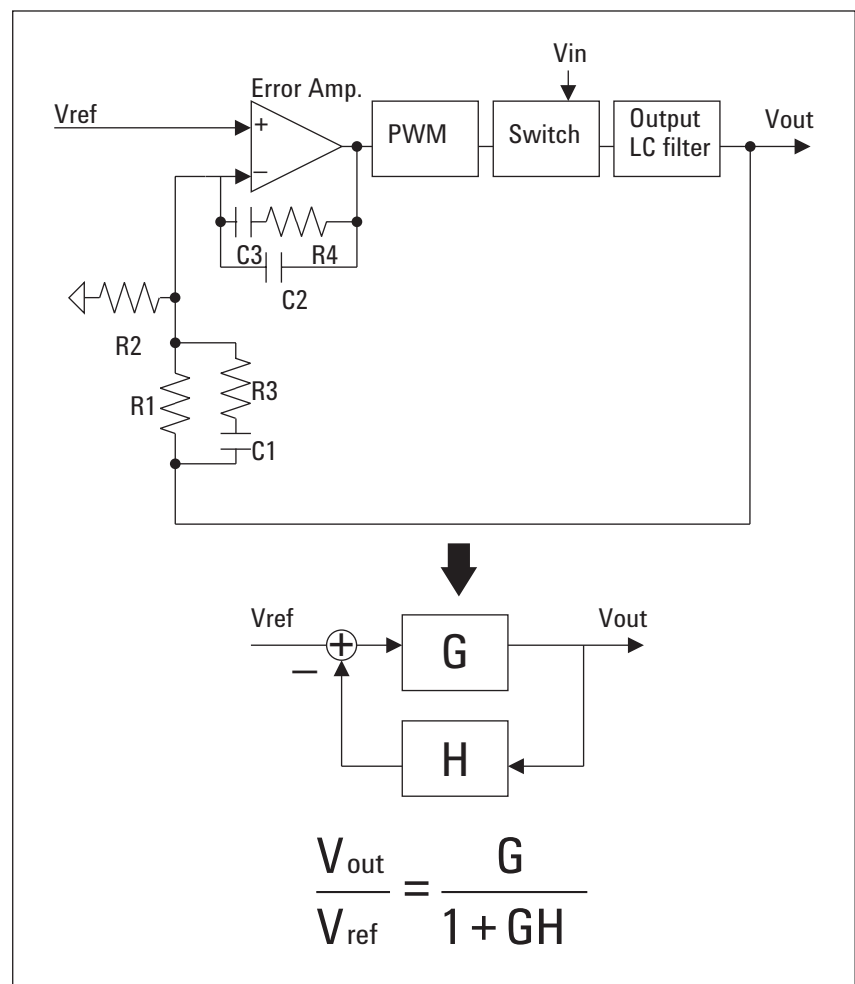 Vin
Error Amp.
Vref
+
−
PWM
Switch
Output
LC filter
Vout
C3
R4
C2
R2
R1
R3
C1
Vref
+
−
G
Vout
H
Vout/Vref = G/1 + GH